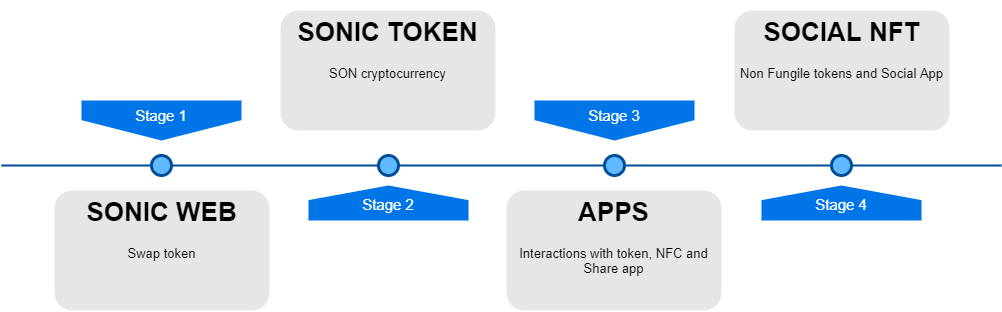 Stage 1
SONIC WEB
Swap token
SONIC TOKEN
SON cryptocurrency
Stage 2
Stage 3
APPS
Interactions with token, NFC and
Share app
SOCIAL NFT
Non Fungile tokens and Social App
Stage 4